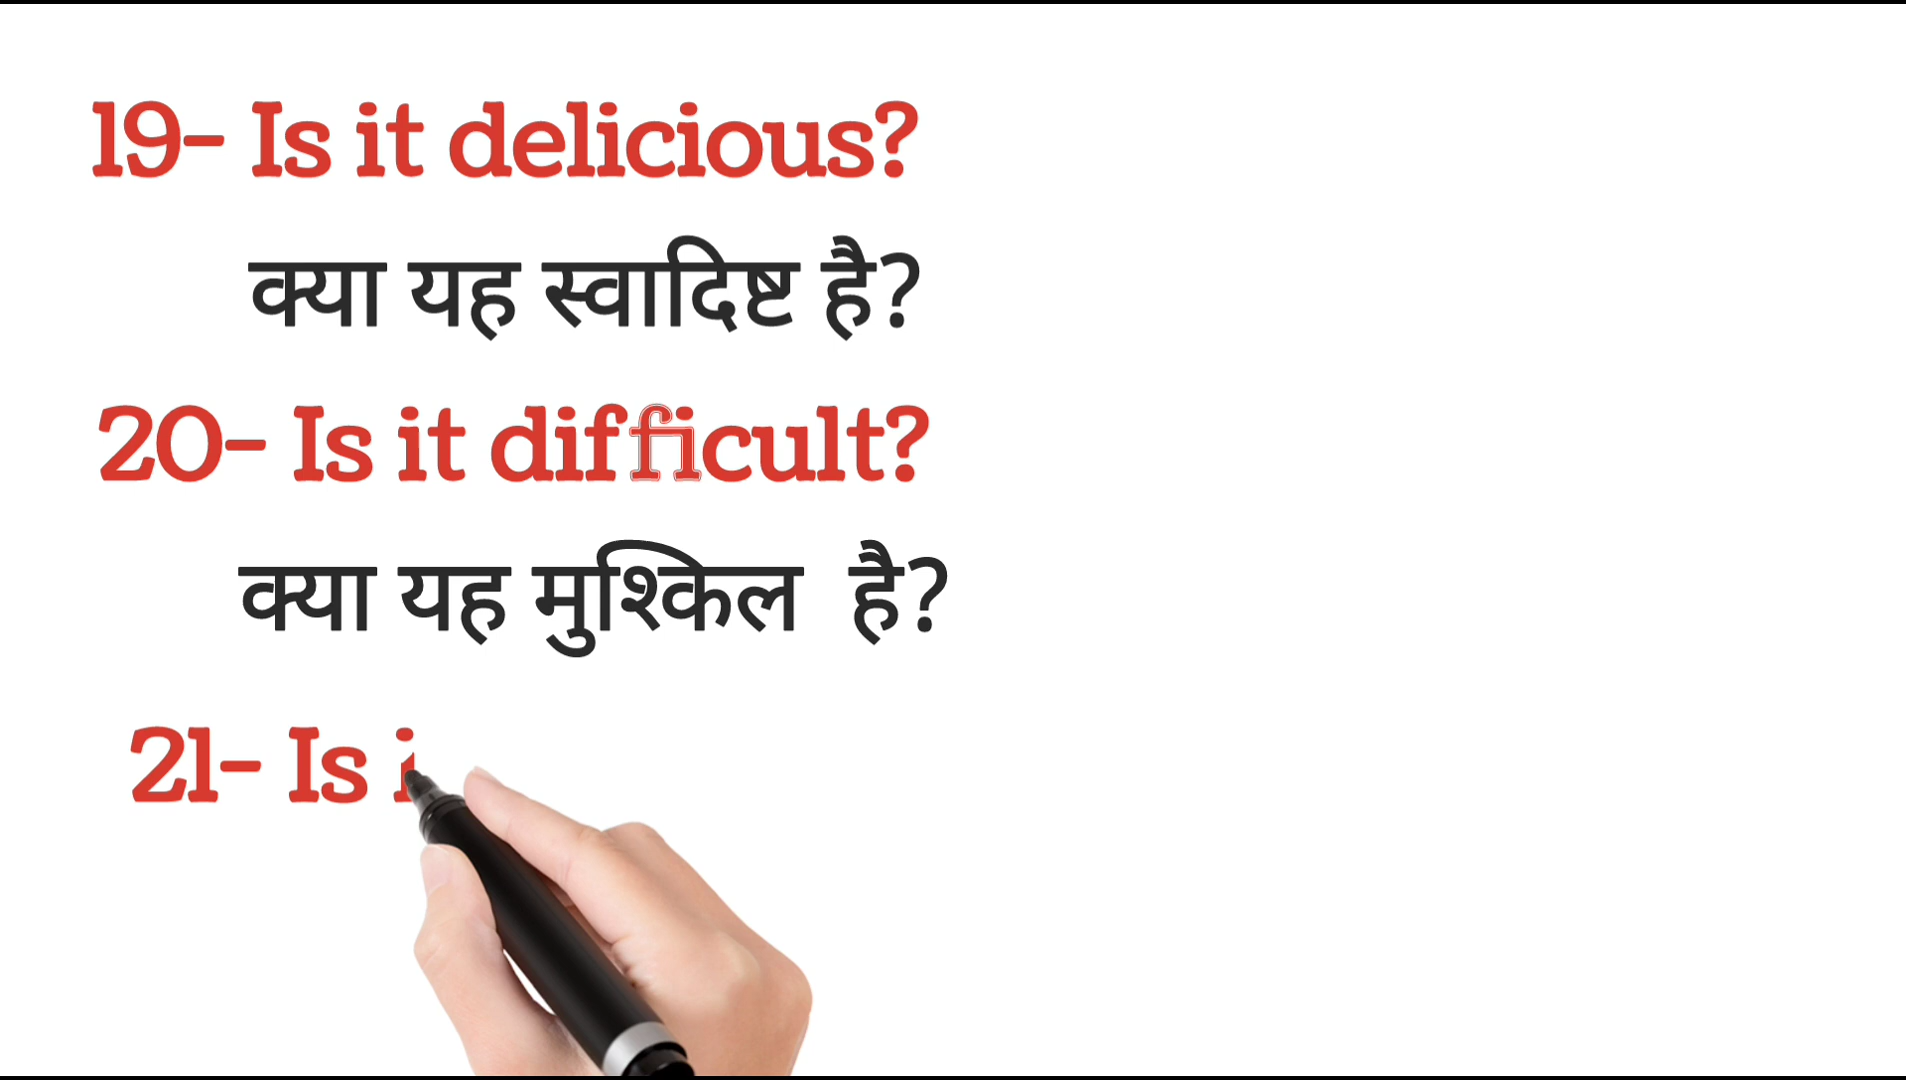 19- Is it delicious?
क्या यह स्वादिष्ट है?
20- Is it difficult?
क्या यह मुश्किल है?
21- Is i